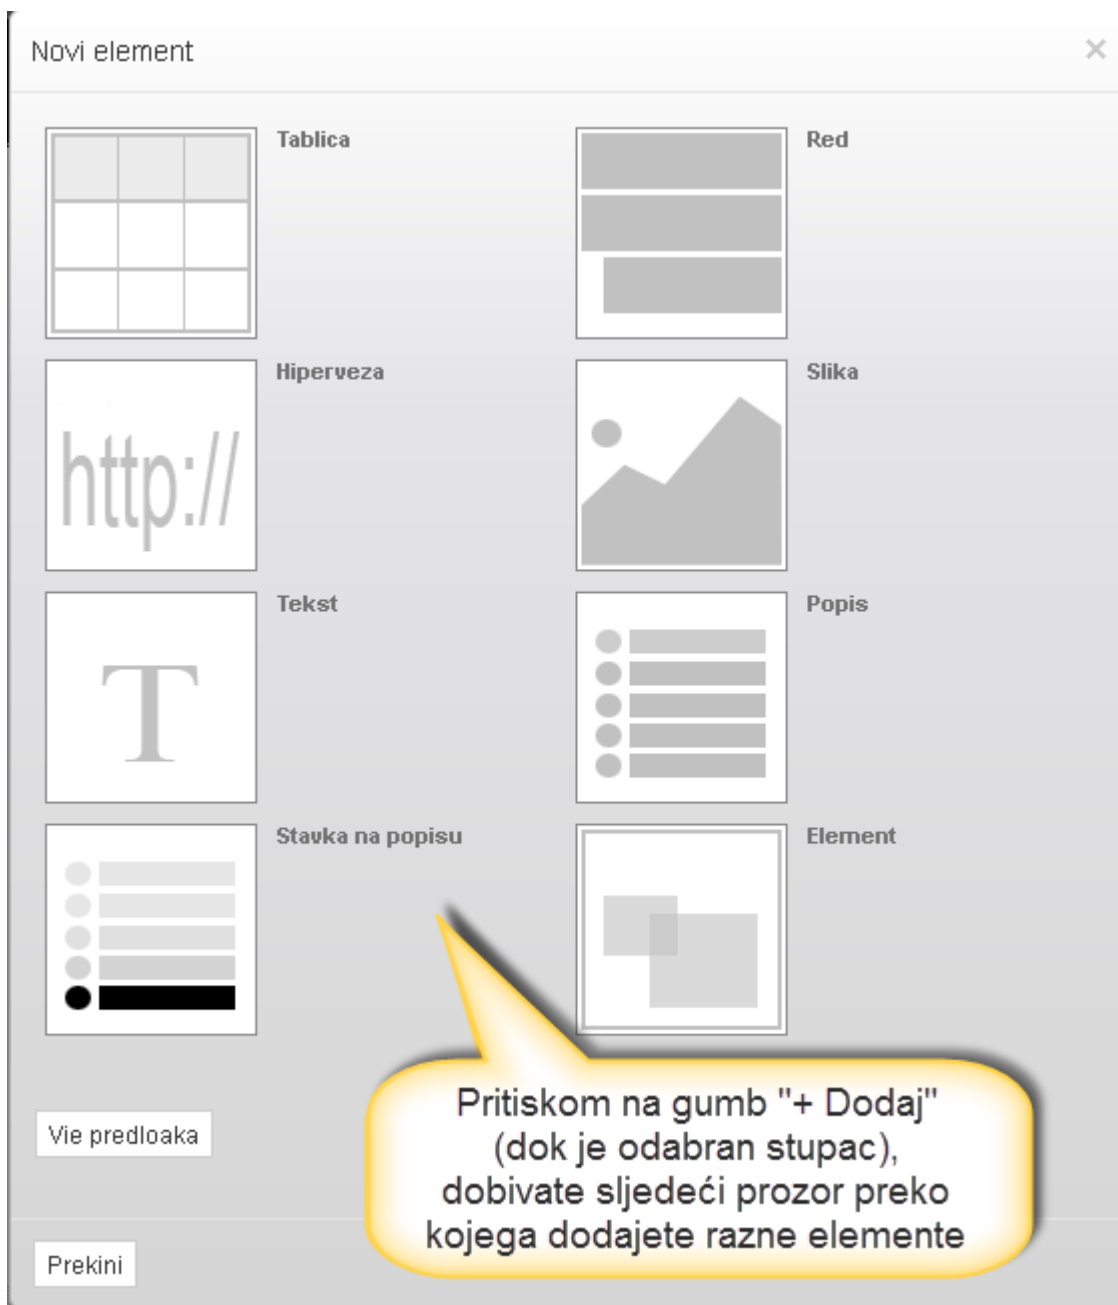 Novi element
Tablica
Red
http://
Hiperveza
Slika
T
Tekst
Popis
Stavka na popisu
Element
Pritiskom na gumb "+ Dodaj"
(dok je odabran stupac),
dobivate sljedeći prozor preko
kojega dodajete razne elemente
Vie predloaka
Prekini